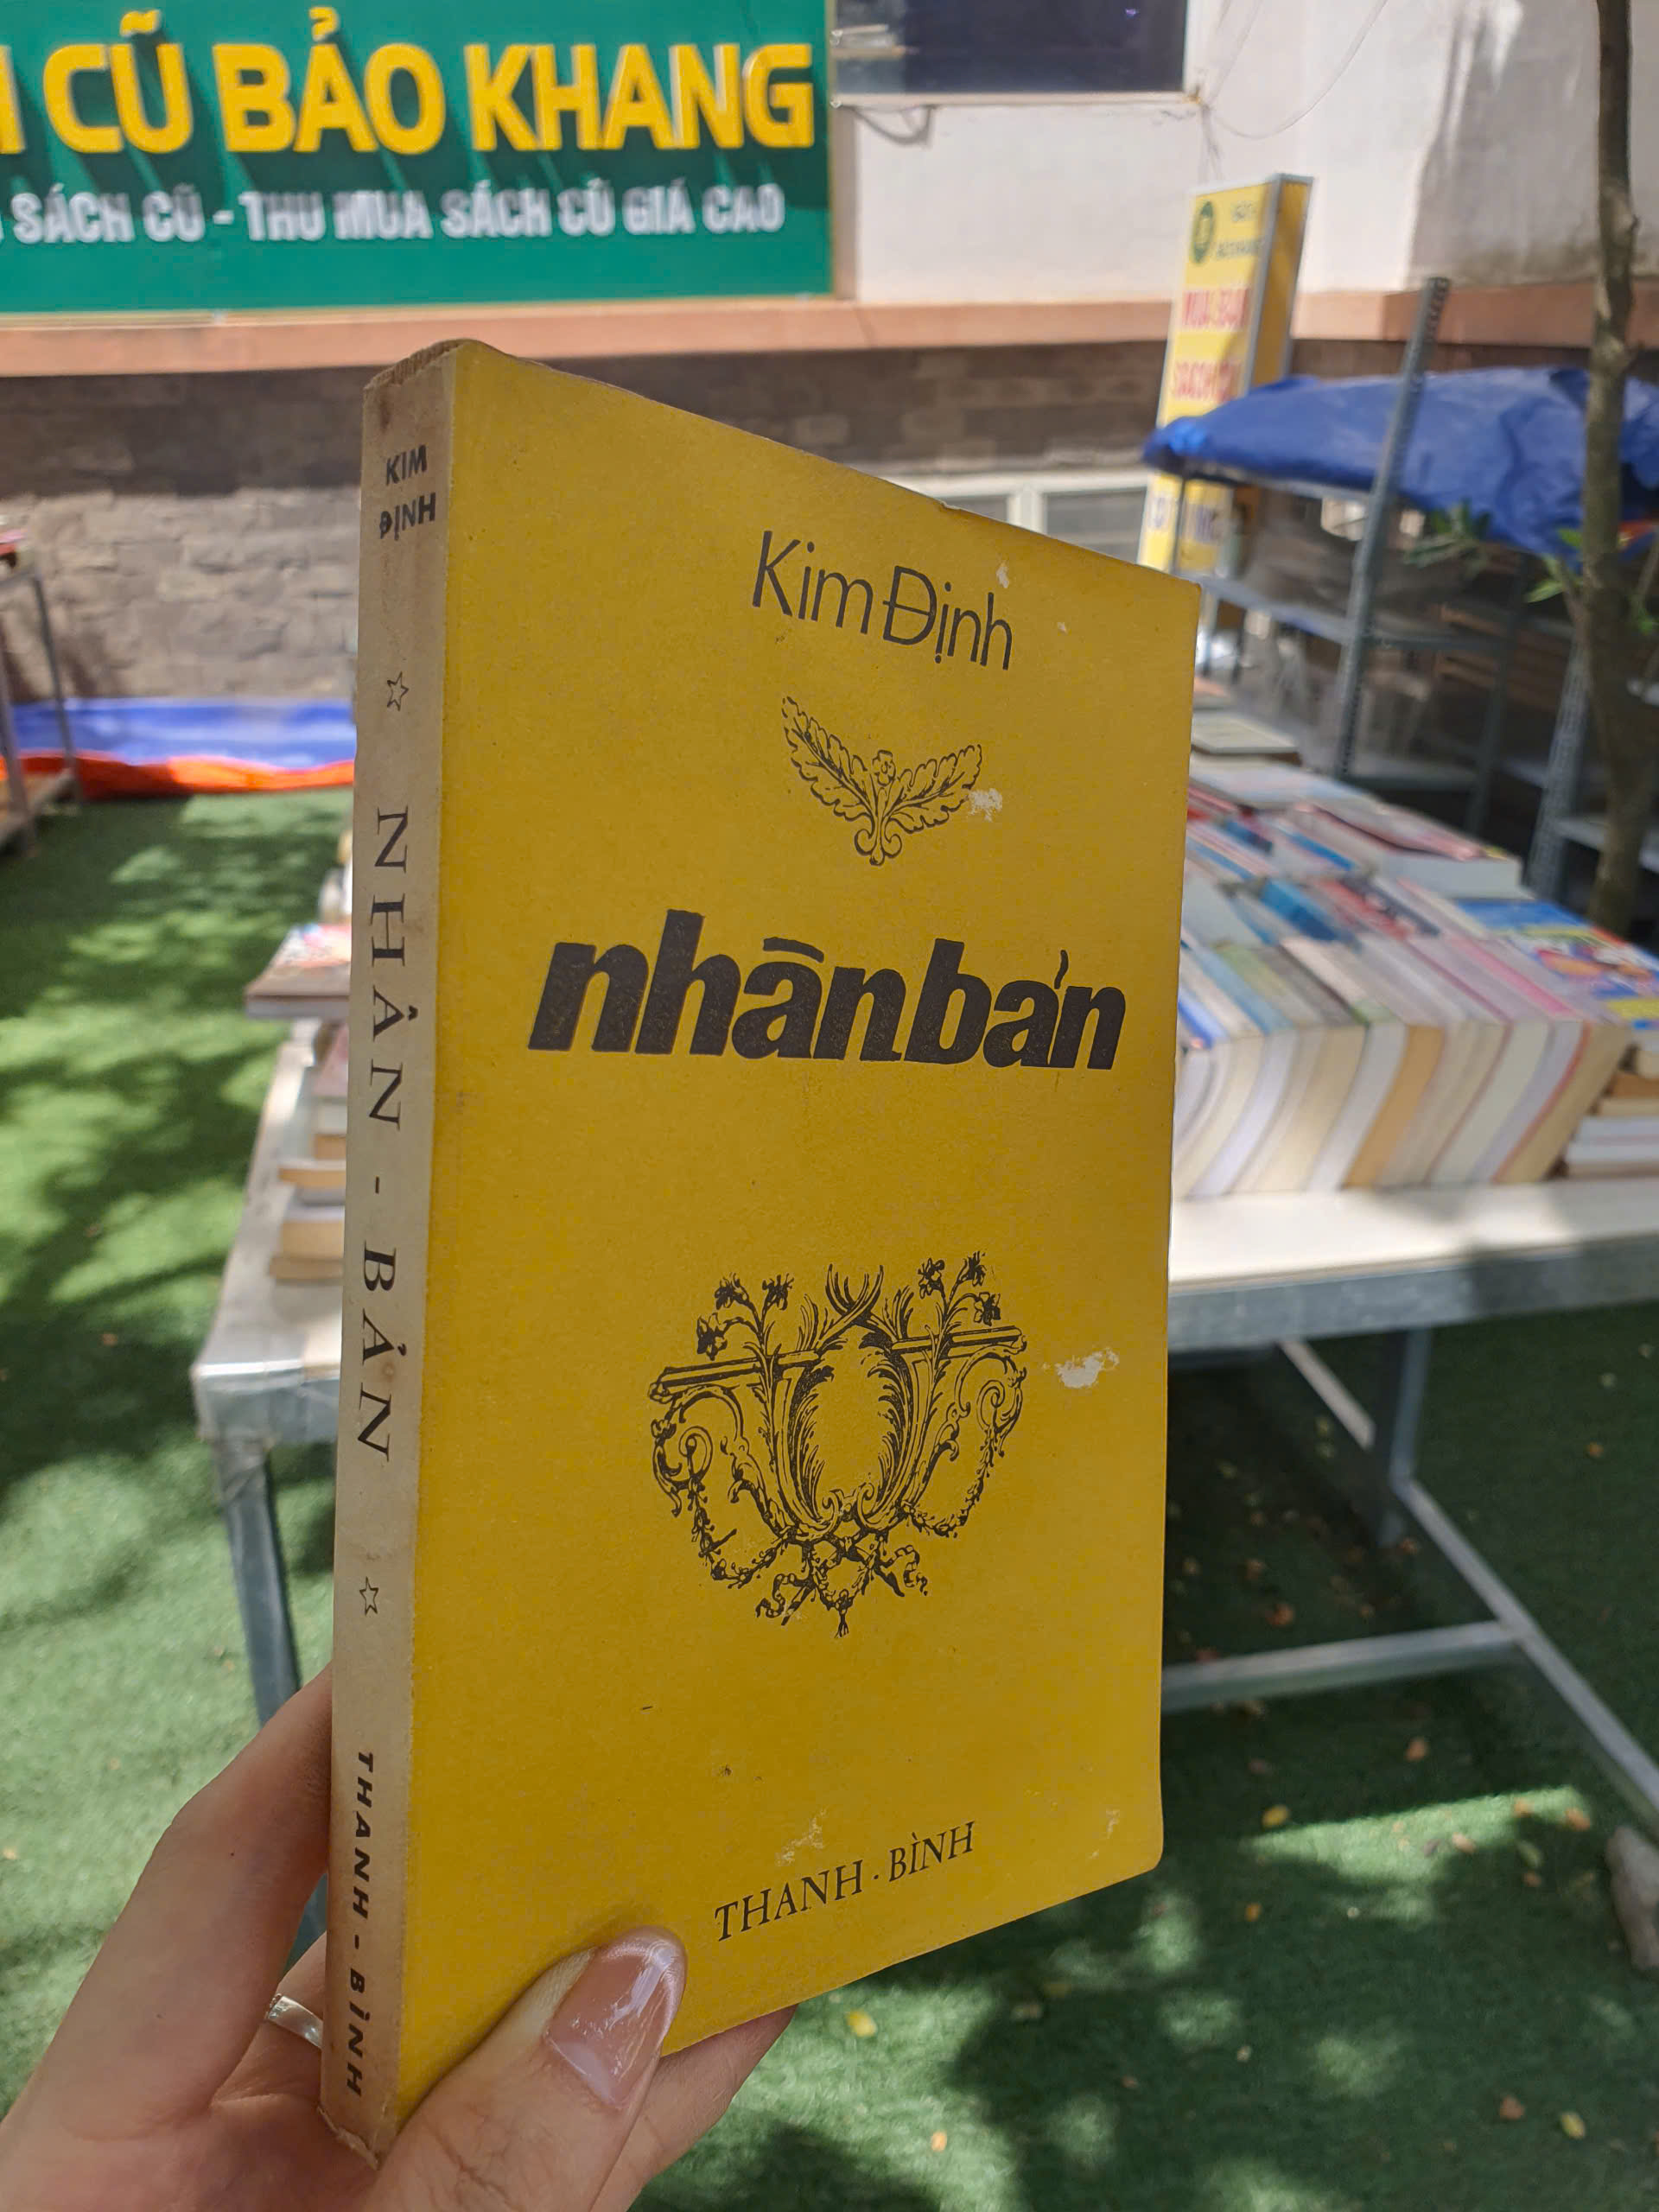 CŨ BẢO KHANG
SÁCH CŨ - THU MUA SÁCH CŨ GIÁ CAO
KIM
ĐỊNH
NHÂN - BẢN
THANH - BÌNH
Kim Định
nhân bản
THANH . BÌNH